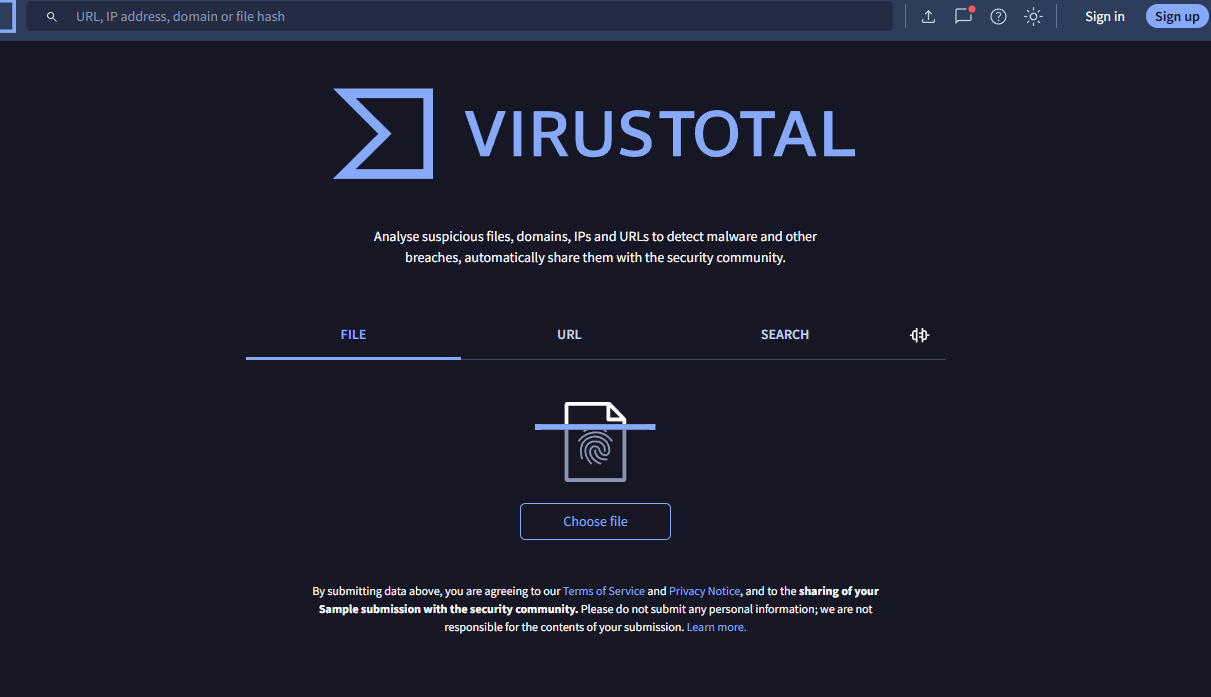 URL, IP address, domain or file hash
Sign in
Sign up
VIRUSTOTAL
Analyse suspicious files, domains, IPs and URLs to detect malware and other
breaches, automatically share them with the security community.
FILE
URL
SEARCH
Choose file
By submitting data above, you are agreeing to our Terms of Service and Privacy Notice, and to the sharing of your
Sample submission with the security community. Please do not submit any personal information; we are not
responsible for the contents of your submission. Learn more.